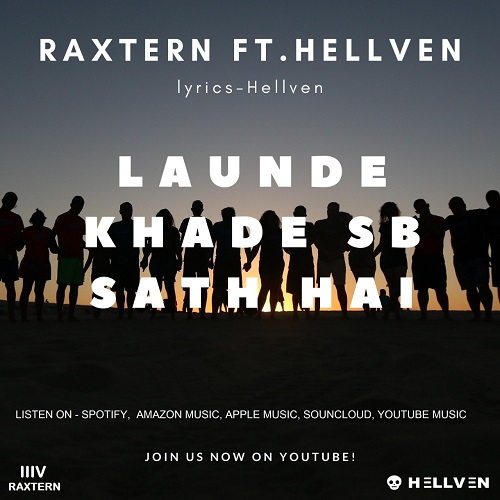 RAXTERN FT.HELLVEN
lyrics-Hellven
LAUNDE
KHADE SB
SATH HAI
LISTEN ON - SPOTIFY, AMAZON MUSIC, APPLE MUSIC, SOUNCLOUD, YOUTUBE MUSIC
JOIN US NOW ON YOUTUBE!
IIIV
RAXTERN
HELLVEN